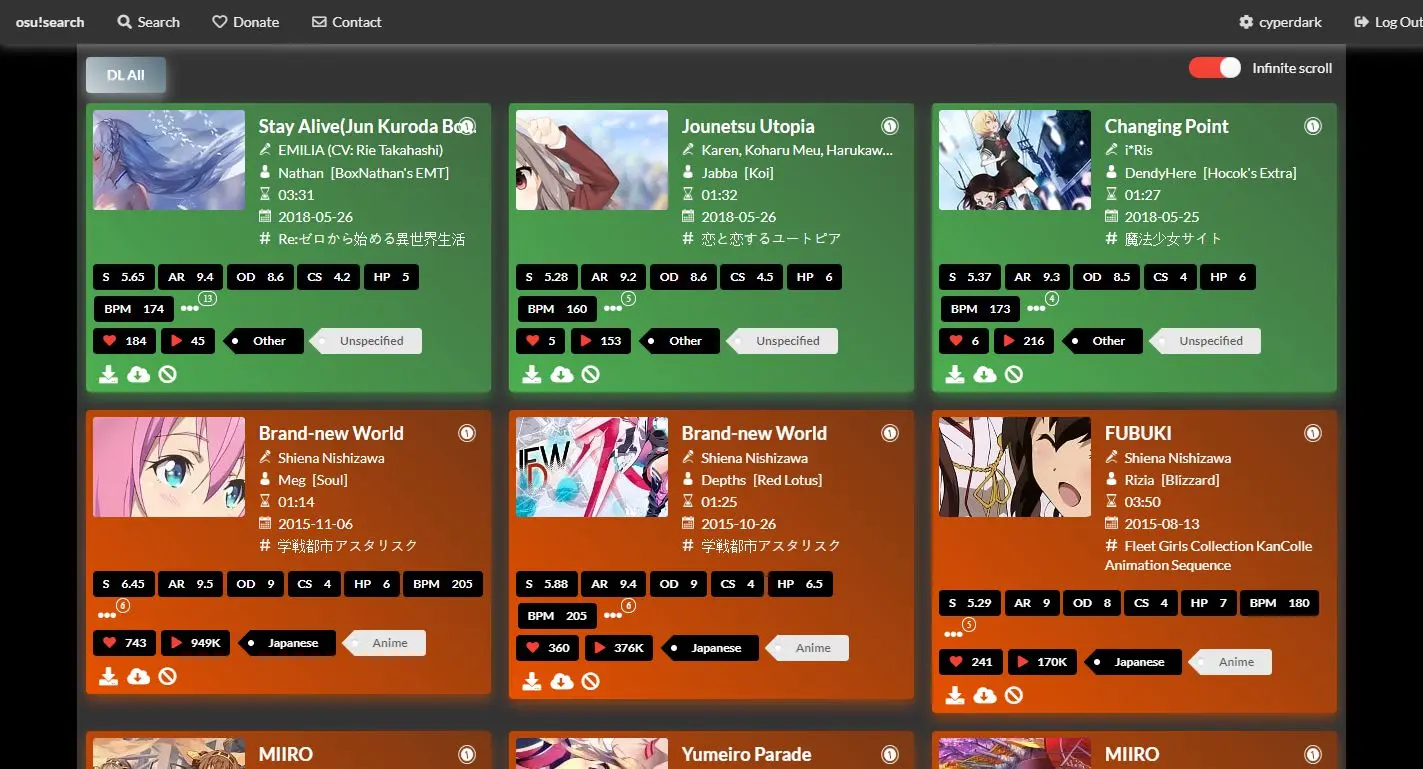 osu!search Search Donate Contact cyperdark Log Out
DL All Infinite scroll
Stay Alive(Jun Kuroda Bo...
EMILIA (CV: Rie Takahashi)
Nathan [BoxNathan's EMT]
03:31
2018-05-26
# Re:ゼロから始める異世界生活
S 5.65 AR 9.4 OD 8.6 CS 4.2 HP 5
BPM 174 ••• 13
184 45 Other Unspecified
Jounetsu Utopia
Karen, Koharu Meu, Harukaw...
Jabba [Koi]
01:32
2018-05-26
# 恋と恋するユートピア
S 5.28 AR 9.2 OD 8.6 CS 4.5 HP 6
BPM 160 ••• 5
5 153 Other Unspecified
Changing Point
i*Ris
DendyHere [Hocok's Extra]
01:27
2018-05-25
# 魔法少女サイト
S 5.37 AR 9.3 OD 8.5 CS 4 HP 6
BPM 173 ••• 4
6 216 Other Unspecified
Brand-new World
Shiena Nishizawa
Meg [Soul]
01:14
2015-11-06
# 学戦都市アスタリスク
S 6.45 AR 9.5 OD 9 CS 4 HP 6 BPM 205
••• 6
743 949K Japanese Anime
NEW
D
Brand-new World
Shiena Nishizawa
Depths [Red Lotus]
01:25
2015-10-26
# 学戦都市アスタリスク
S 5.88 AR 9.4 OD 9 CS 4 HP 6.5
BPM 205 ••• 6
360 376K Japanese Anime
FUBUKI
Shiena Nishizawa
Rizia [Blizzard]
03:50
2015-08-13
# Fleet Girls Collection KanColle
Animation Sequence
S 5.29 AR 9 OD 8 CS 4 HP 7 BPM 180
••• 5
241 170K Japanese Anime
MIIRO
Yumeiro Parade
MIIRO